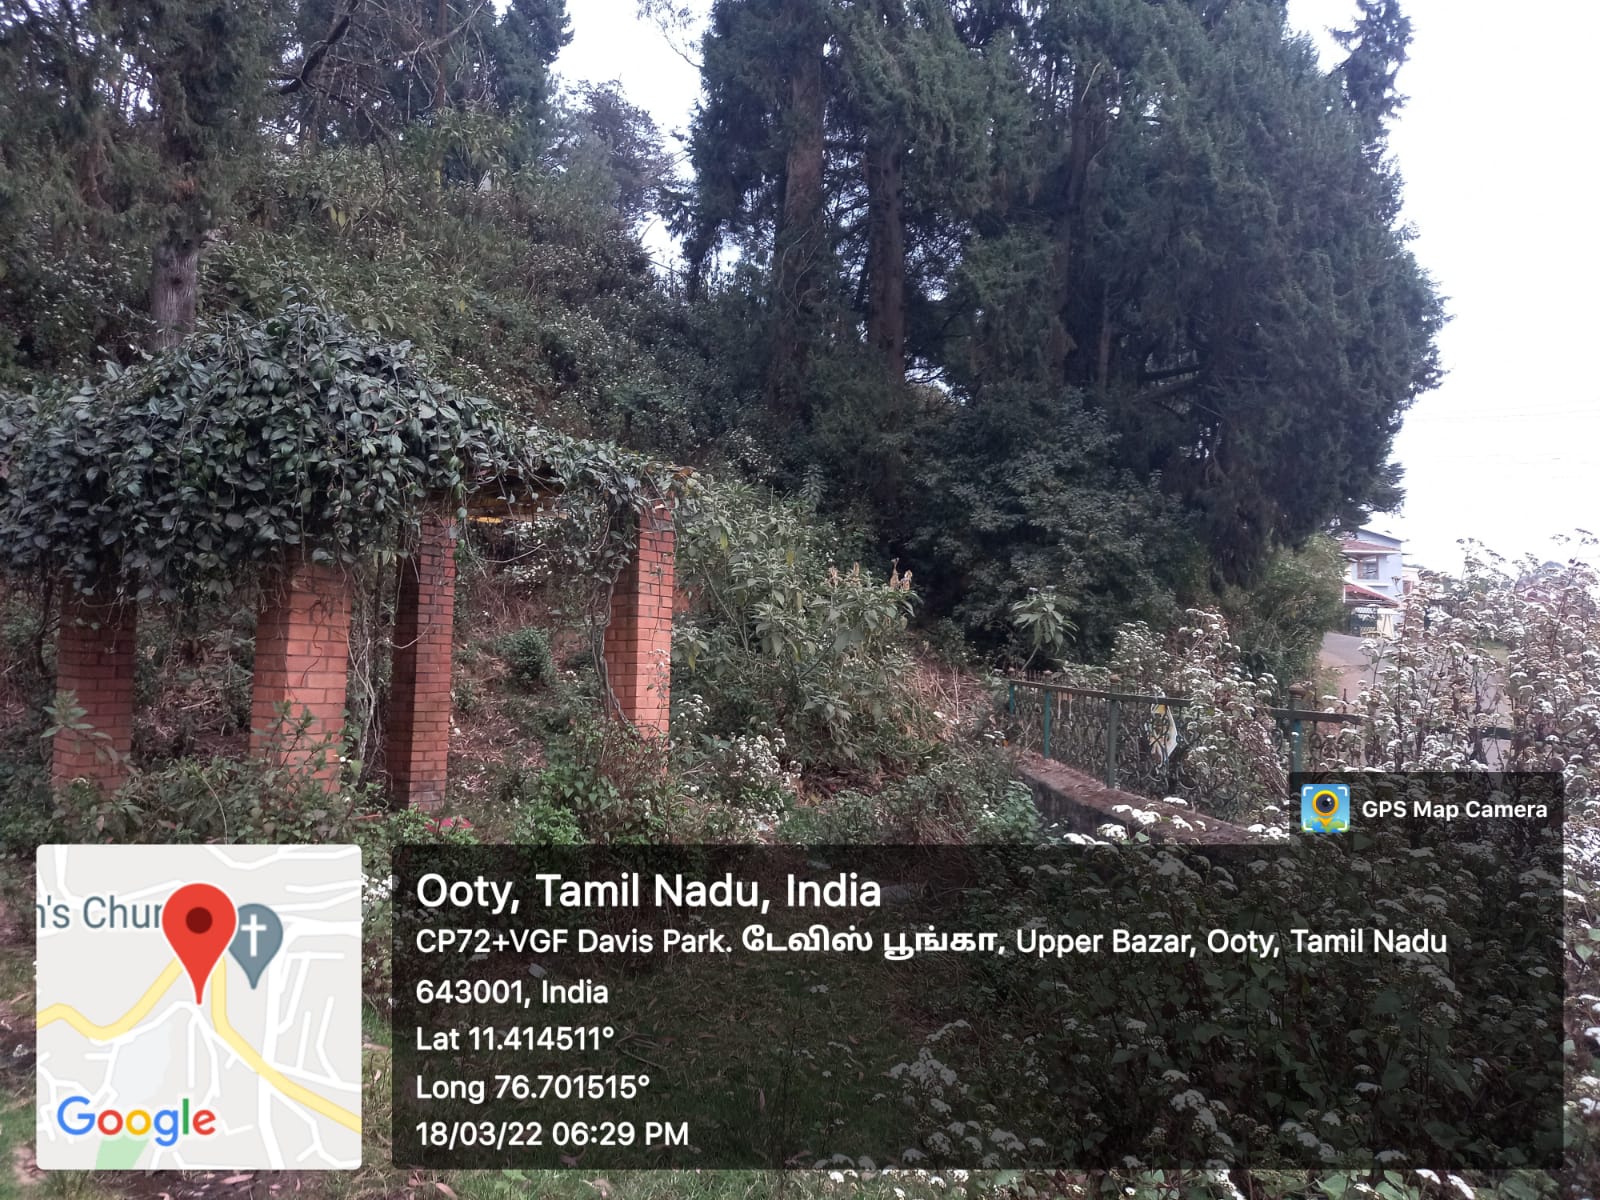 GPS Map Camera
n's Chur
Google
Ooty, Tamil Nadu, India
CP72+VGF Davis Park. டேவிஸ் பூங்கா, Upper Bazar, Ooty, Tamil Nadu
643001, India
Lat 11.414511°
Long 76.701515°
18/03/22 06:29 PM